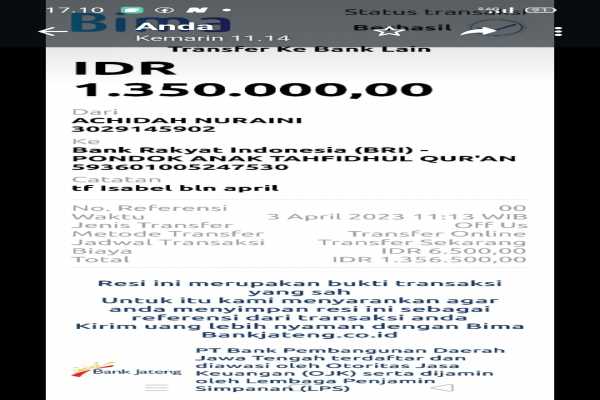 17.10
Bima
Status transaksi
Anda
Berhasil
Kemarin 11.14
Transfer Ke Bank Lain
IDR
1.350.000,00
Dari
ACHIDAH NURAINI
3029145902
Ke
Bank Rakyat Indonesia (BRI) -
PONDOK ANAK TAHFIDHUL QUR'AN
593601005247530
Catatan
tf Isabel bln april
No. Referensi 00
Waktu 3 April 2023 11:13 WIB
Jenis Transfer Off Us
Metode Transfer Transfer Online
Jadwal Transaksi Transfer Sekarang
Biaya IDR 6.500,00
Total IDR 1.356.500,00
Resi ini merupakan bukti transaksi
yang sah
Untuk itu kami menyarankan agar
anda menyimpan resi ini sebagai
referensi dari transaksi anda
Kirim uang lebih nyaman dengan Bima
Bankjateng.co.id
Bank Jateng
PT Bank Pembangunan Daerah
Jawa Tengah terdaftar dan
diawasi oleh Otoritas Jasa
Keuangan (OJK) serta dijamin
oleh Lembaga Penjamin
Simpanan (LPS)